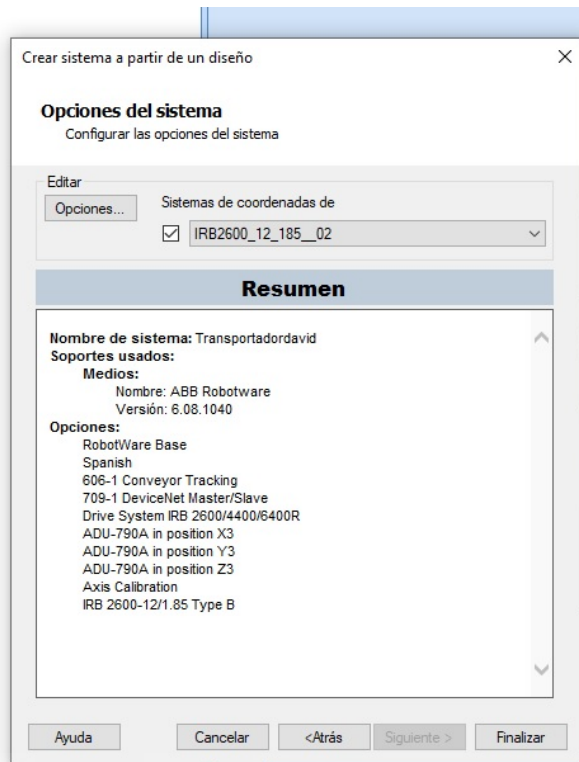 Crear sistema a partir de un diseño
Opciones del sistema
Configurar las opciones del sistema
Editar
Opciones...
Sistemas de coordenadas de
IRB2600_12_185__02
Resumen
Nombre de sistema: Transportadordavid
Soportes usados:
Medios:
Nombre: ABB Robotware
Versión: 6.08.1040
Opciones:
RobotWare Base
Spanish
606-1 Conveyor Tracking
709-1 DeviceNet Master/Slave
Drive System IRB 2600/4400/6400R
ADU-790A in position X3
ADU-790A in position Y3
ADU-790A in position Z3
Axis Calibration
IRB 2600-12/1.85 Type B
Ayuda
Cancelar
<Atrás
Siguiente >
Finalizar